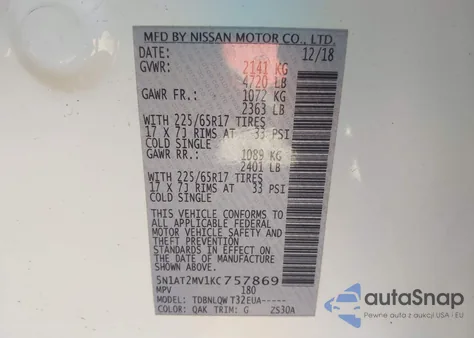 MFD BY NISSAN MOTOR CO., LTD.
DATE: 12/18
GVWR: 2141 KG
4720 LB
GAWR FR.: 1072 KG
2363 LB
WITH 225/65R17 TIRES
17 X 7J RIMS AT 33 PSI
COLD SINGLE
GAWR RR.: 1089 KG
2401 LB
WITH 225/65R17 TIRES
17 X 7J RIMS AT 33 PSI
COLD SINGLE
THIS VEHICLE CONFORMS TO
ALL APPLICABLE FEDERAL
MOTOR VEHICLE SAFETY AND
THEFT PREVENTION
STANDARDS IN EFFECT ON
THE DATE OF MANUFACTURE
SHOWN ABOVE.
5N1AT2MV1KC757869
MPV 180
MODEL: TDBNLQWT32EUA-----
COLOR: QAK TRIM: G 2530A
autoSnap
Pewne auta z aukcji USA i EU